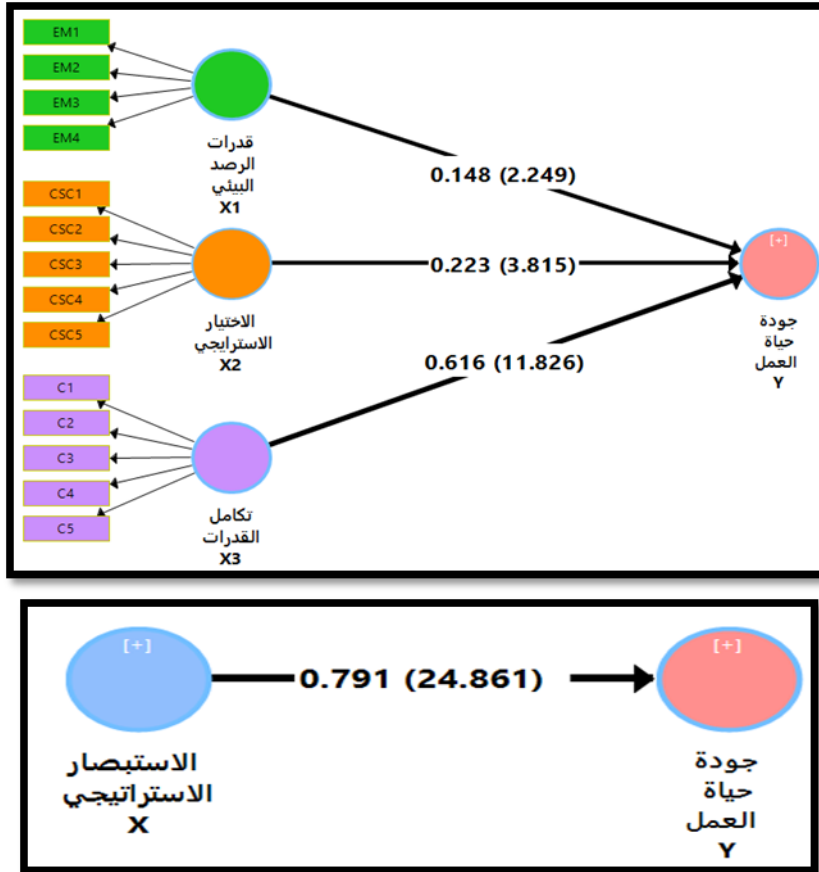 EM1
EM2
EM3
EM4
قدرات
الرصد
البيئي
X1
0.148 (2.249)
CSC1
CSC2
CSC3
CSC4
CSC5
الاختيار
الاسترايجي
X2
0.223 (3.815)
[+]
جودة
حياة
العمل
Y
0.616 (11.826)
C1
C2
C3
C4
C5
تكامل
القدرات
X3
[+]
0.791 (24.861)
[+]
الاستبصار
الاستراتيجي
X
جودة
حياة
العمل
Y